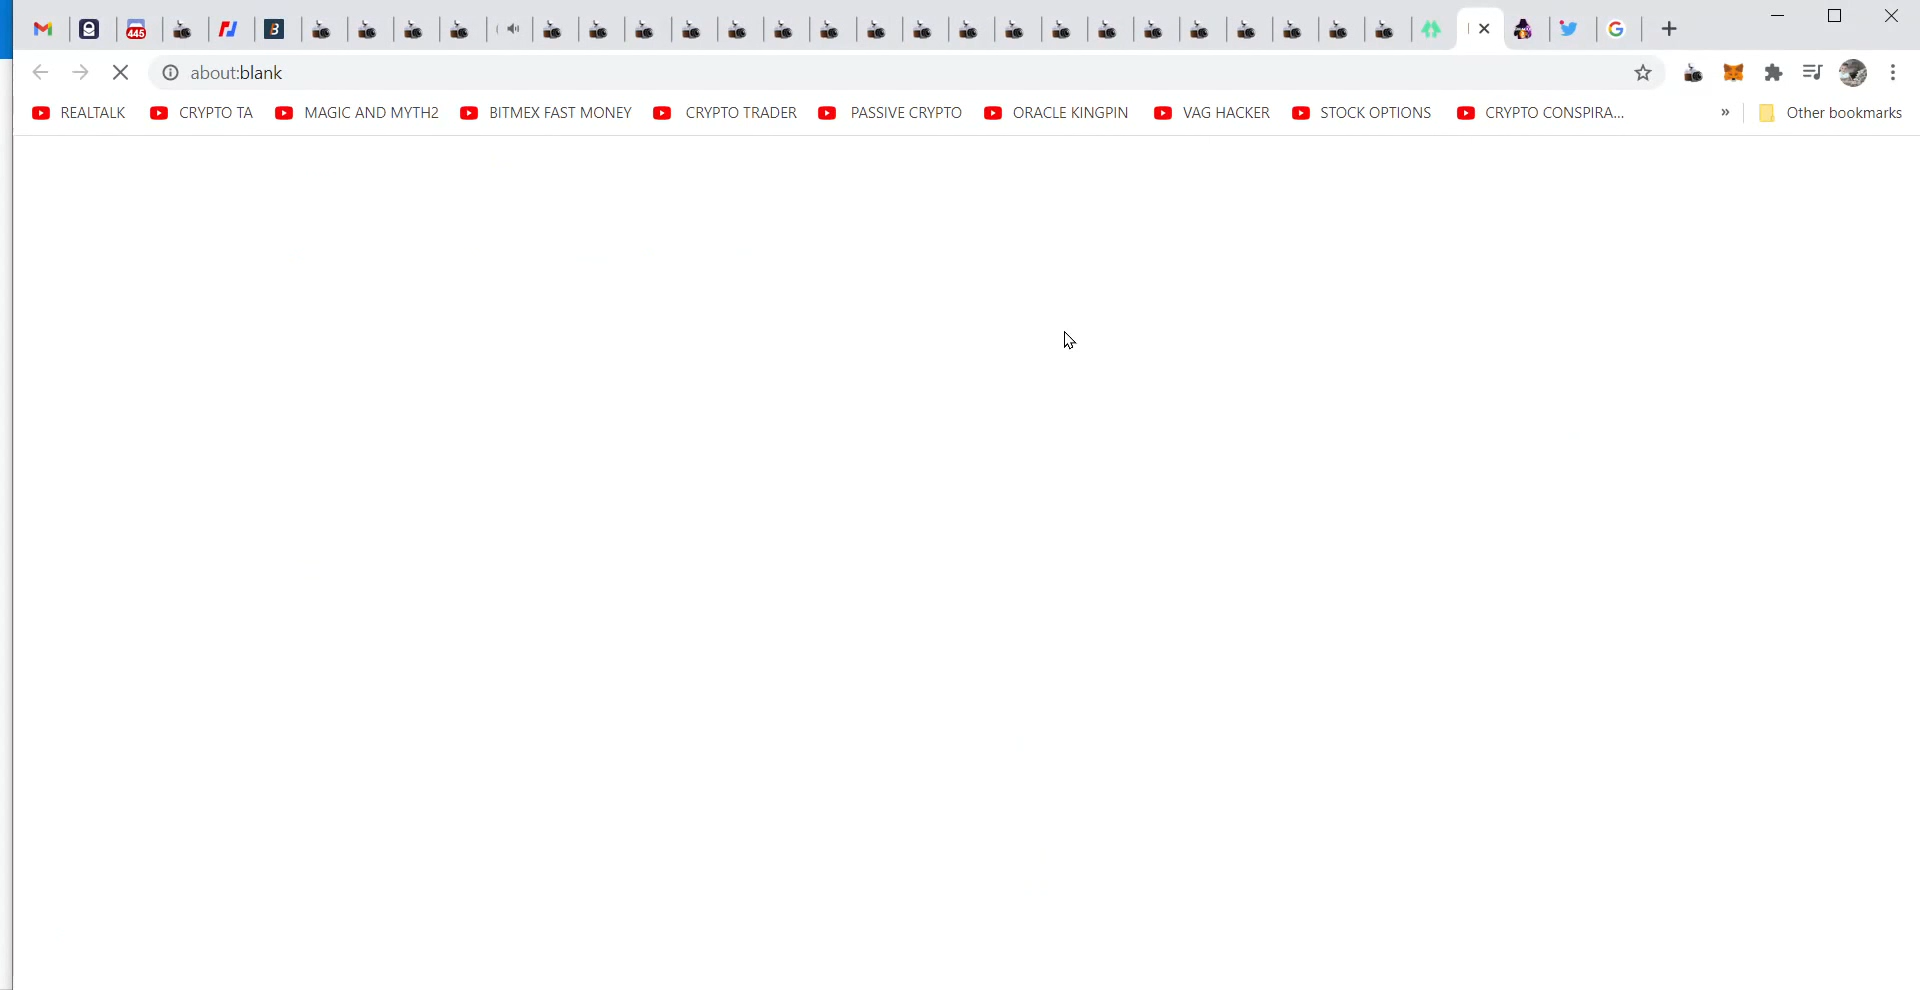 445
about:blank
REALTALK CRYPTO TA MAGIC AND MYTH2 BITMEX FAST MONEY CRYPTO TRADER PASSIVE CRYPTO ORACLE KINGPIN VAG HACKER STOCK OPTIONS CRYPTO CONSPIRA... » Other bookmarks